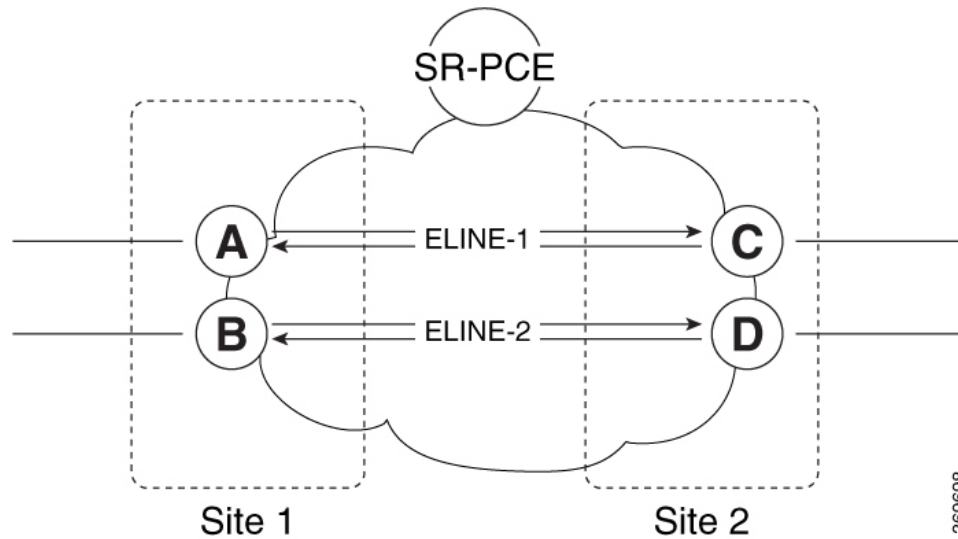 SR-PCE
A
ELINE-1
C
B
ELINE-2
D
Site 1
Site 2